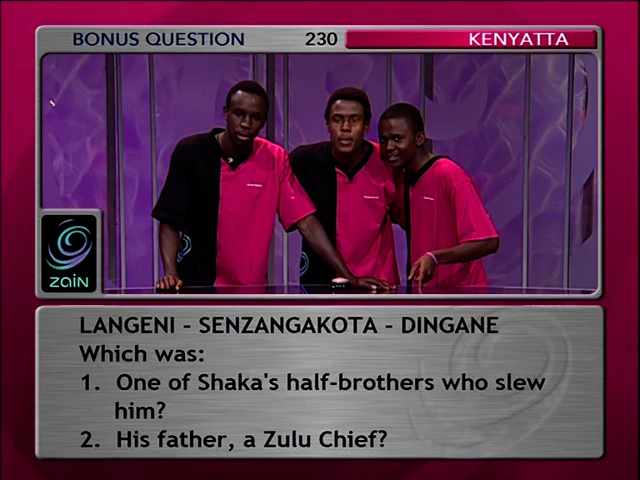 BONUS QUESTION 230 KENYATTA
zain
LANGENI - SENZANGAKOTA - DINGANE
Which was:
1. One of Shaka's half-brothers who slew
him?
2. His father, a Zulu Chief?